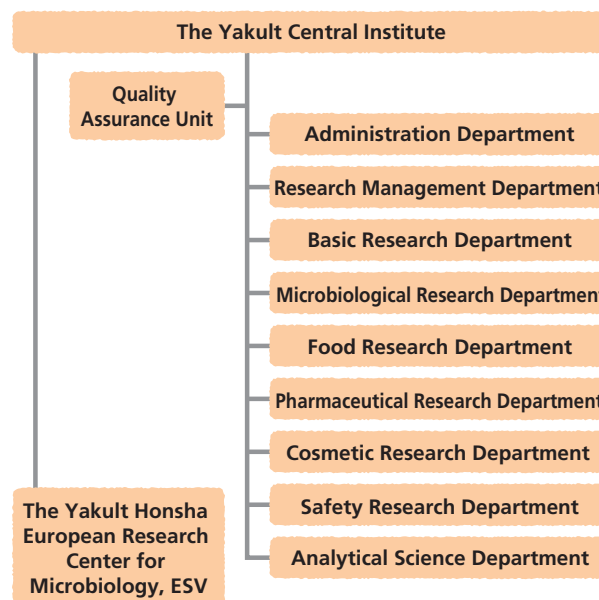 The Yakult Central Institute
Quality
Assurance Unit
Administration Department
Research Management Department
Basic Research Department
Microbiological Research Department
Food Research Department
Pharmaceutical Research Department
Cosmetic Research Department
Safety Research Department
Analytical Science Department
The Yakult Honsha
European Research
Center for
Microbiology, ESV